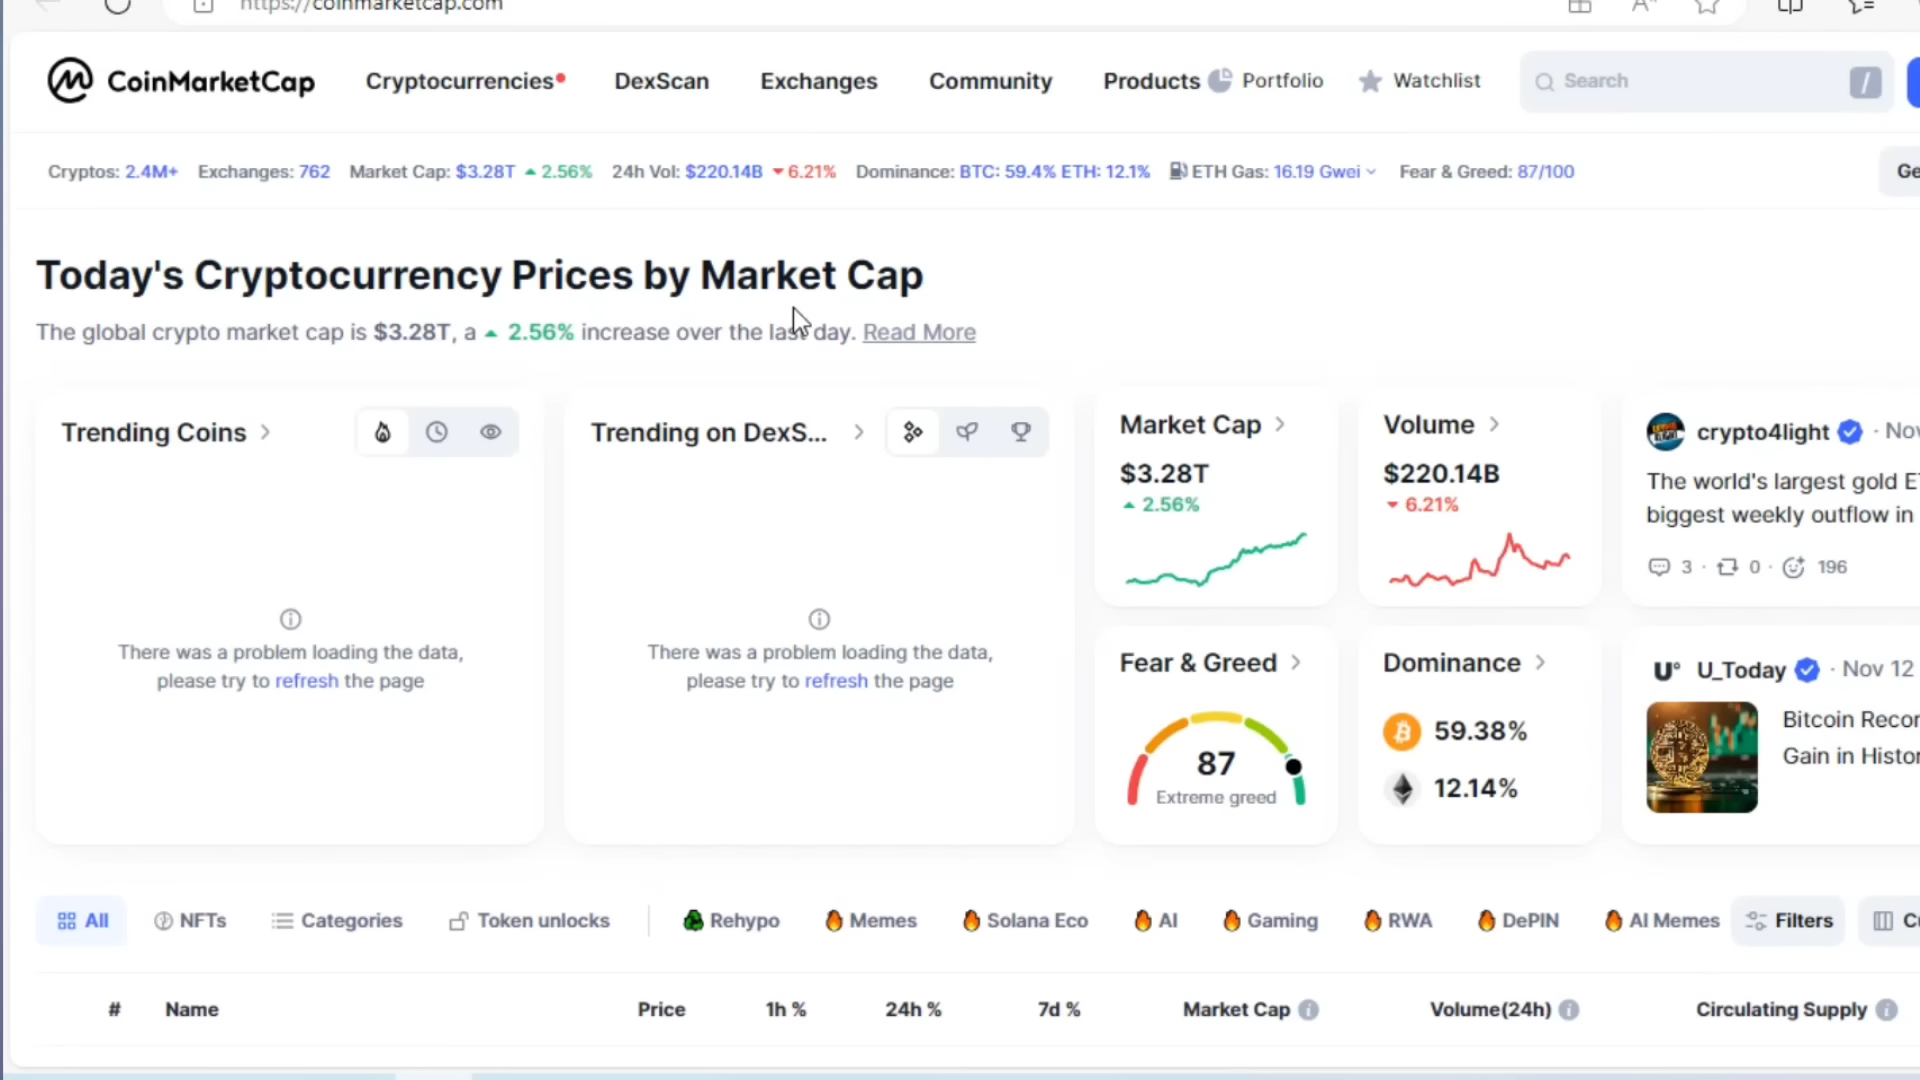 https://coinmarketcap.com
CoinMarketCap Cryptocurrencies DexScan Exchanges Community Products Portfolio Watchlist Search /
Cryptos: 2.4M+ Exchanges: 762 Market Cap: $3.28T 2.56% 24h Vol: $220.14B 6.21% Dominance: BTC: 59.4% ETH: 12.1% ETH Gas: 16.19 Gwei Fear & Greed: 87/100 Ge
Today's Cryptocurrency Prices by Market Cap
The global crypto market cap is $3.28T, a 2.56% increase over the last day. Read More
Trending Coins
There was a problem loading the data,
please try to refresh the page
Trending on DexS...
There was a problem loading the data,
please try to refresh the page
Market Cap
$3.28T
2.56%
Volume
$220.14B
6.21%
Fear & Greed
87
Extreme greed
Dominance
59.38%
12.14%
crypto4light · Nov
The world's largest gold ET
biggest weekly outflow in
3 · 0 · 196
U_Today · Nov 12
Bitcoin Recor
Gain in Histor
All NFTs Categories Token unlocks Rehypo Memes Solana Eco AI Gaming RWA DePIN AI Memes Filters Cu
# Name Price 1h % 24h % 7d % Market Cap Volume(24h) Circulating Supply